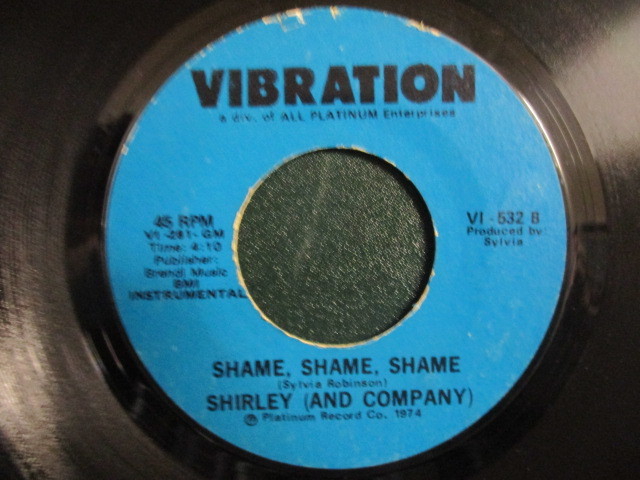 VIBRATION
a div. of ALL PLATINUM Enterprises
45 RPM
VI-281-GM
Time: 4:10
Publisher:
Brendi Music
BMI
INSTRUMENTAL
VI-532 B
Produced by:
Sylvia
SHAME, SHAME, SHAME
(Sylvia Robinson)
SHIRLEY (AND COMPANY)
℗ Platinum Record Co. 1974